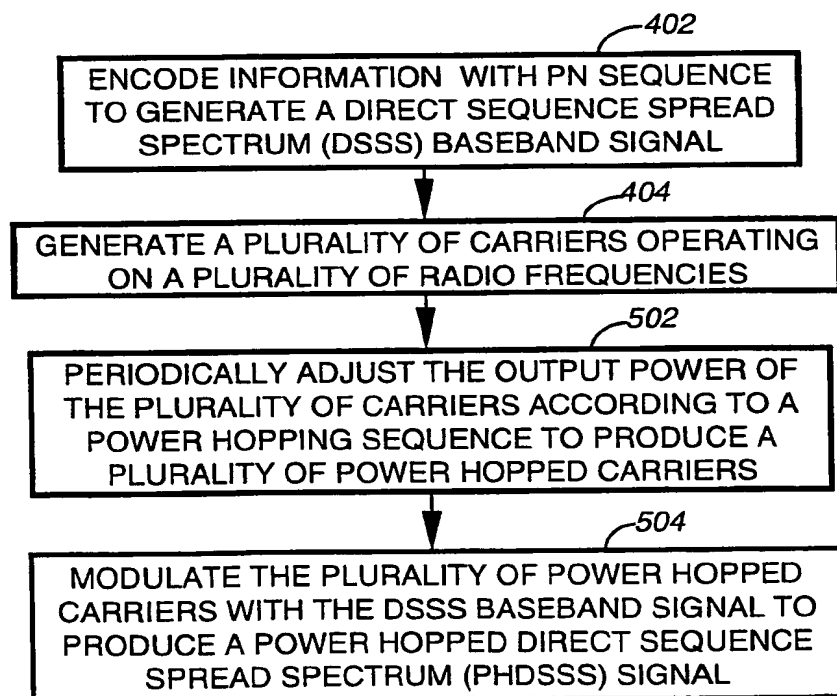 402
ENCODE INFORMATION WITH PN SEQUENCE
TO GENERATE A DIRECT SEQUENCE SPREAD
SPECTRUM (DSSS) BASEBAND SIGNAL
404
GENERATE A PLURALITY OF CARRIERS OPERATING
ON A PLURALITY OF RADIO FREQUENCIES
502
PERIODICALLY ADJUST THE OUTPUT POWER OF
THE PLURALITY OF CARRIERS ACCORDING TO A
POWER HOPPING SEQUENCE TO PRODUCE A
PLURALITY OF POWER HOPPED CARRIERS
504
MODULATE THE PLURALITY OF POWER HOPPED
CARRIERS WITH THE DSSS BASEBAND SIGNAL TO
PRODUCE A POWER HOPPED DIRECT SEQUENCE
SPREAD SPECTRUM (PHDSSS) SIGNAL